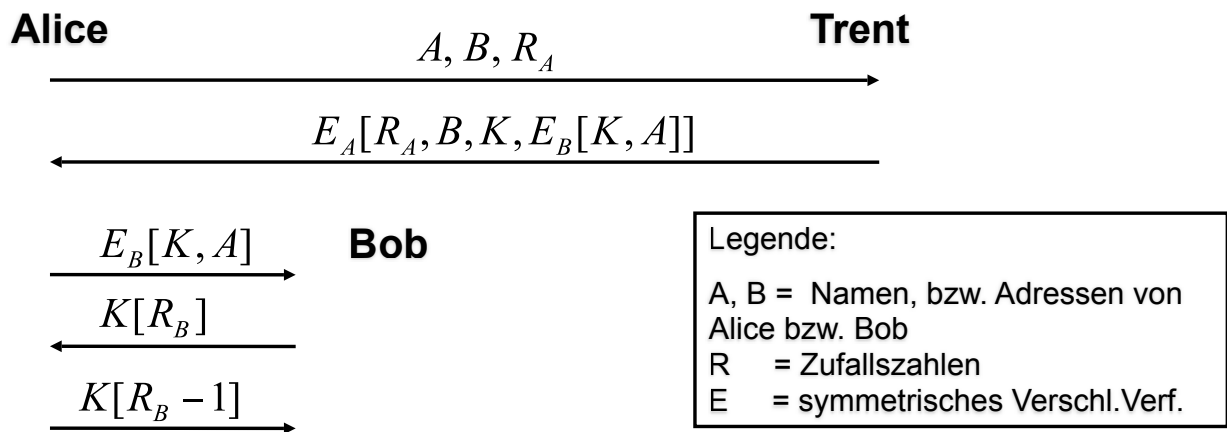 Alice
Trent
A, B, R_A
E_A[R_A, B, K, E_B[K, A]]
E_B[K, A]
Bob
K[R_B]
K[R_B − 1]
Legende:
A, B = Namen, bzw. Adressen von
Alice bzw. Bob
R = Zufallszahlen
E = symmetrisches Verschl.Verf.